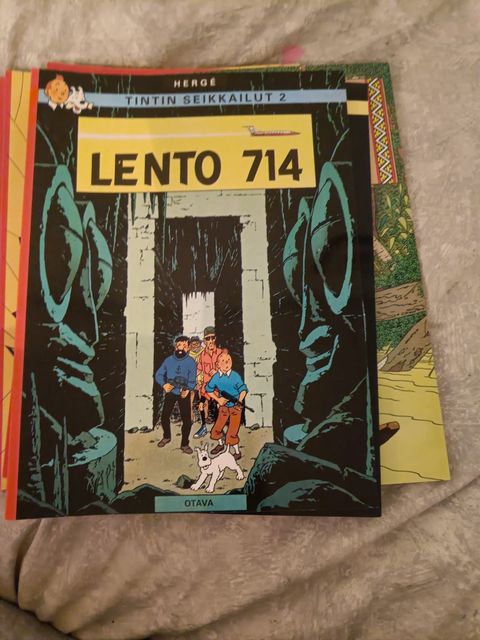 HERGÉ
TINTIN SEIKKAILUT 2
LENTO 714
OTAVA